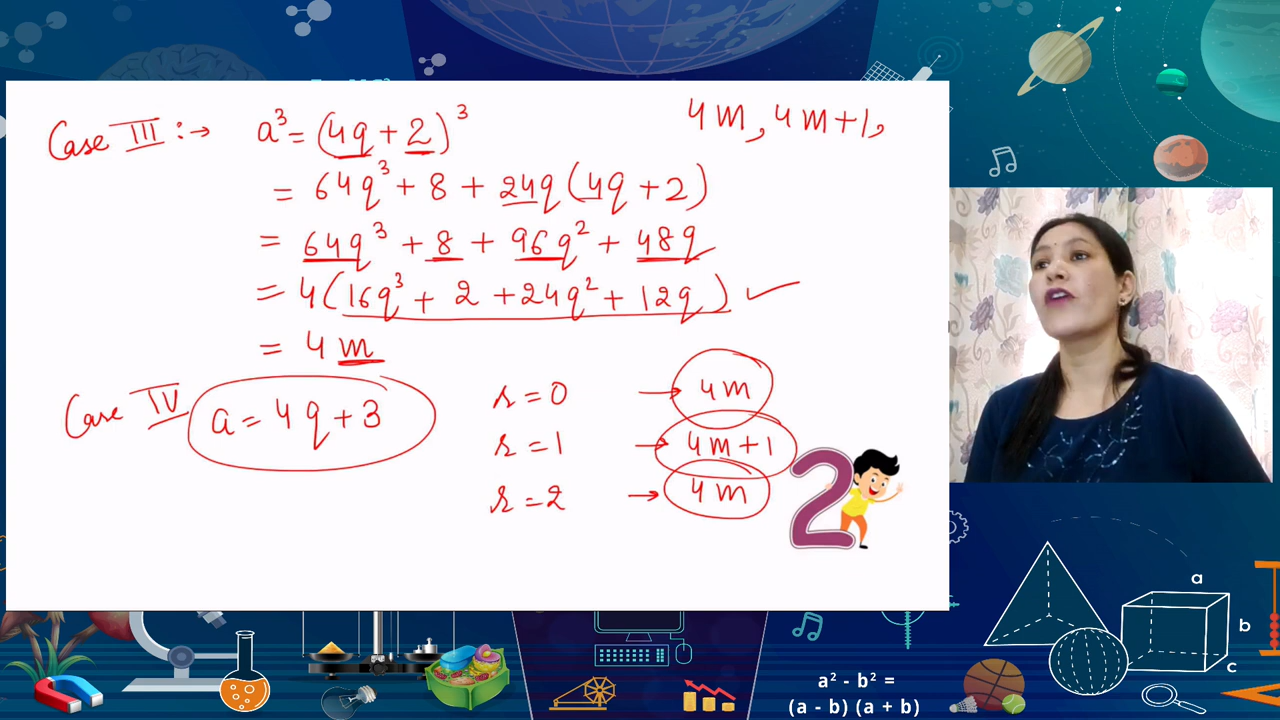 Case III :→ a³ = (4q + 2)³
4m, 4m+1,
= 64q³ + 8 + 24q (4q + 2)
= 64q³ + 8 + 96q² + 48q
= 4(16q³ + 2 + 24q² + 12q) ✓
= 4 m
Case IV a = 4q + 3
r = 0 → 4m
r = 1 → 4m + 1
r = 2 → 4m
2
a
b
c
a² - b² =
(a - b) (a + b)